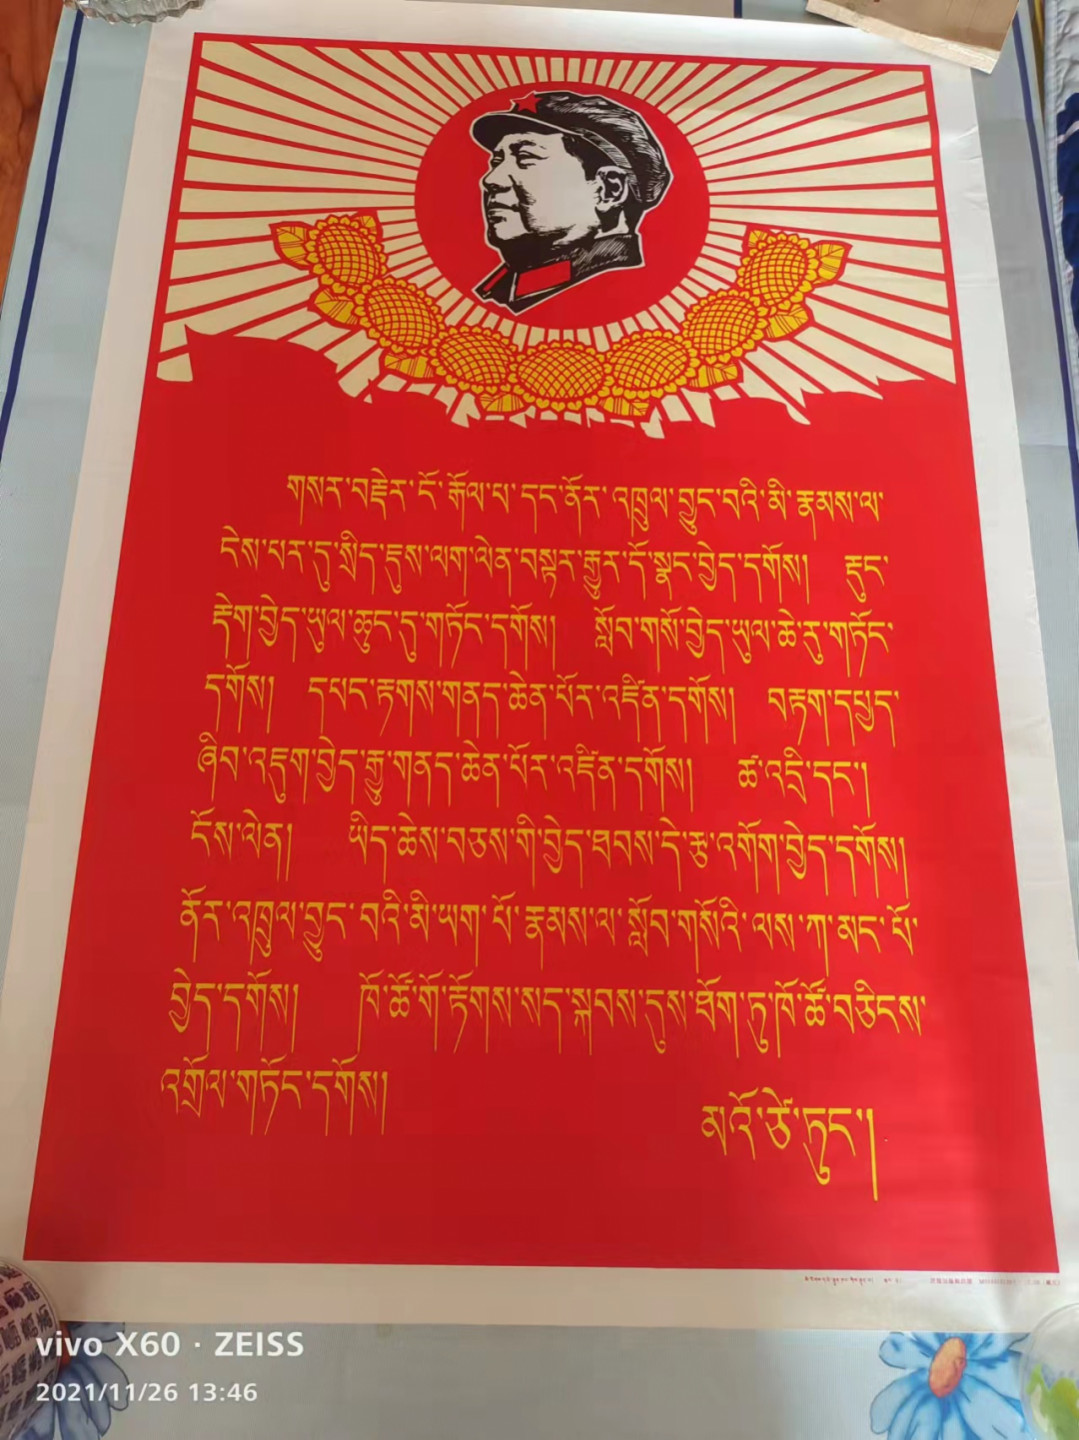 གསར་བརྗེར་ངོ་རྒོལ་པ་དང་ནོར་འཁྲུལ་བྱུང་བའི་མི་རྣམས་ལ་
ངེས་པར་དུ་སྲིད་ཇུས་ལག་ལེན་བསྟར་རྒྱུར་དོ་སྣང་བྱེད་དགོས། རྡུང་
རྡེག་བྱེད་ཡུལ་ཆུང་དུ་གཏོང་དགོས། སློབ་གསོ་བྱེད་ཡུལ་ཆེ་རུ་གཏོང་
དགོས། དཔང་རྟགས་གནད་ཆེན་པོར་འཛིན་དགོས། བརྟག་དཔྱད་
ཞིབ་འཇུག་བྱེད་རྒྱུ་གནད་ཆེན་པོར་འཛིན་དགོས། ཚ་འདྲི་དང་།
ངོས་ལེན། ཡིད་ཆེས་བཅས་ཀྱི་བྱེད་ཐབས་དེ་རྩ་འགོག་བྱེད་དགོས།
ནོར་འཁྲུལ་བྱུང་བའི་མི་ཡག་པོ་རྣམས་ལ་སློབ་གསོའི་ལས་ཀ་མང་པོ་
བྱེད་དགོས། ཁོ་ཚོ་གོ་རྟོགས་སད་སྐབས་དུས་ཐོག་ཏུ་ཁོ་ཚོ་བཅིངས་
འགྲོལ་གཏོང་དགོས།
མའོ་ཙེ་ཏུང་།
vivo X60 · ZEISS
2021/11/26 13:46